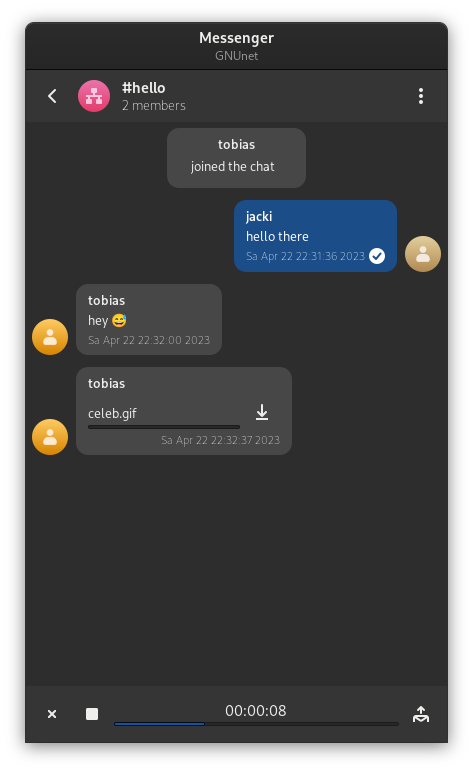 Messenger
GNUnet
#hello
2 members
tobias
joined the chat
jacki
hello there
Sa Apr 22 22:31:36 2023
tobias
hey 😅
Sa Apr 22 22:32:00 2023
tobias
celeb.gif
Sa Apr 22 22:32:37 2023
00:00:08